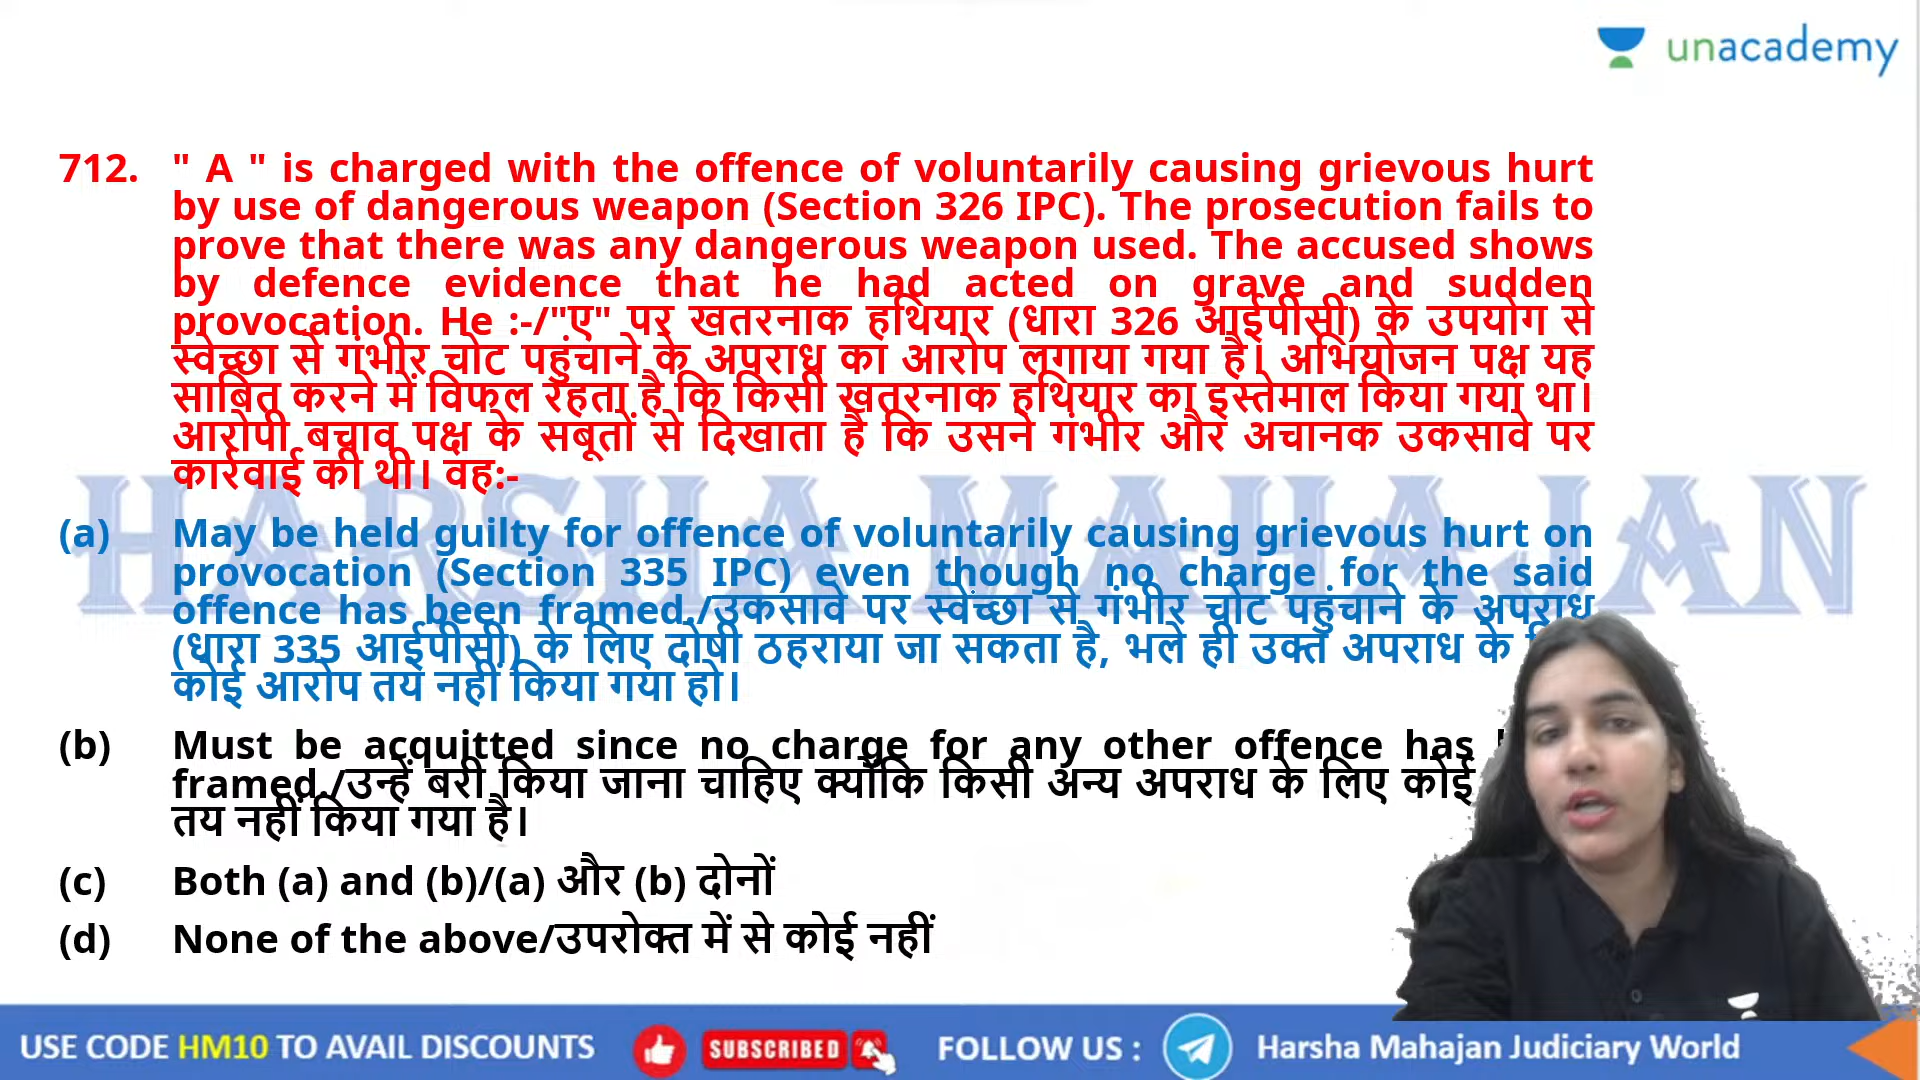 unacademy
712. " A " is charged with the offence of voluntarily causing grievous hurt
by use of dangerous weapon (Section 326 IPC). The prosecution fails to
prove that there was any dangerous weapon used. The accused shows
by defence evidence that he had acted on grave and sudden
provocation. He :-/"ए" पर खतरनाक हथियार (धारा 326 आईपीसी) के उपयोग से
स्वेच्छा से गंभीर चोट पहुंचाने के अपराध का आरोप लगाया गया है। अभियोजन पक्ष यह
साबित करने में विफल रहता है कि किसी खतरनाक हथियार का इस्तेमाल किया गया था।
आरोपी बचाव पक्ष के सबूतों से दिखाता है कि उसने गंभीर और अचानक उकसावे पर
कार्रवाई की थी। वह:-
HARSHA MAHAJAN
(a) May be held guilty for offence of voluntarily causing grievous hurt on
provocation (Section 335 IPC) even though no charge for the said
offence has been framed./उकसावे पर स्वेच्छा से गंभीर चोट पहुंचाने के अपराध
(धारा 335 आईपीसी) के लिए दोषी ठहराया जा सकता है, भले ही उक्त अपराध के
कोई आरोप तय नहीं किया गया हो।
(b) Must be acquitted since no charge for any other offence has
framed./उन्हें बरी किया जाना चाहिए क्योंकि किसी अन्य अपराध के लिए कोई
तय नहीं किया गया है।
(c) Both (a) and (b)/(a) और (b) दोनों
(d) None of the above/उपरोक्त में से कोई नहीं
USE CODE HM10 TO AVAIL DISCOUNTS
SUBSCRIBED
FOLLOW US :
Harsha Mahajan Judiciary World